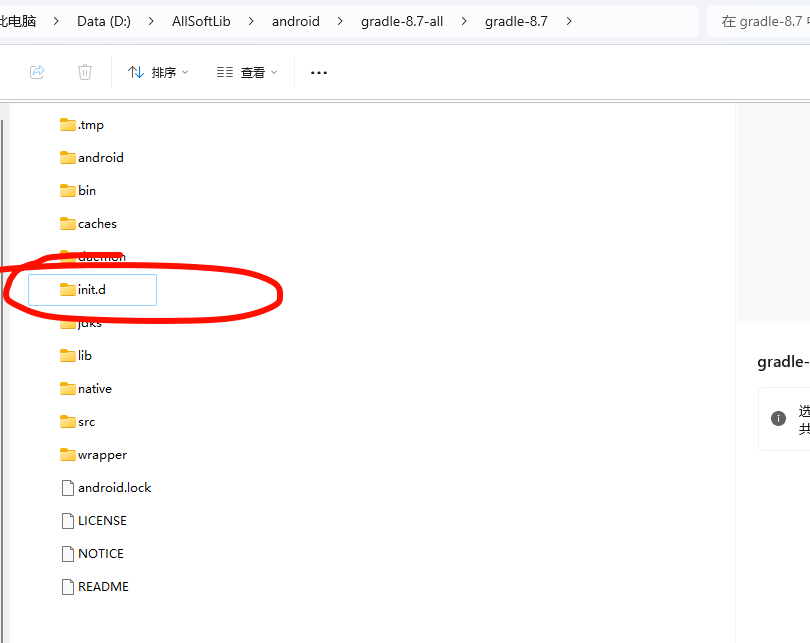 此电脑 > Data (D:) > AllSoftLib > android > gradle-8.7-all > gradle-8.7 >
在 gradle-8.7 中
排序
查看
.tmp
android
bin
caches
daemon
init.d
jdks
lib
native
src
wrapper
android.lock
LICENSE
NOTICE
README
gradle-
选
共